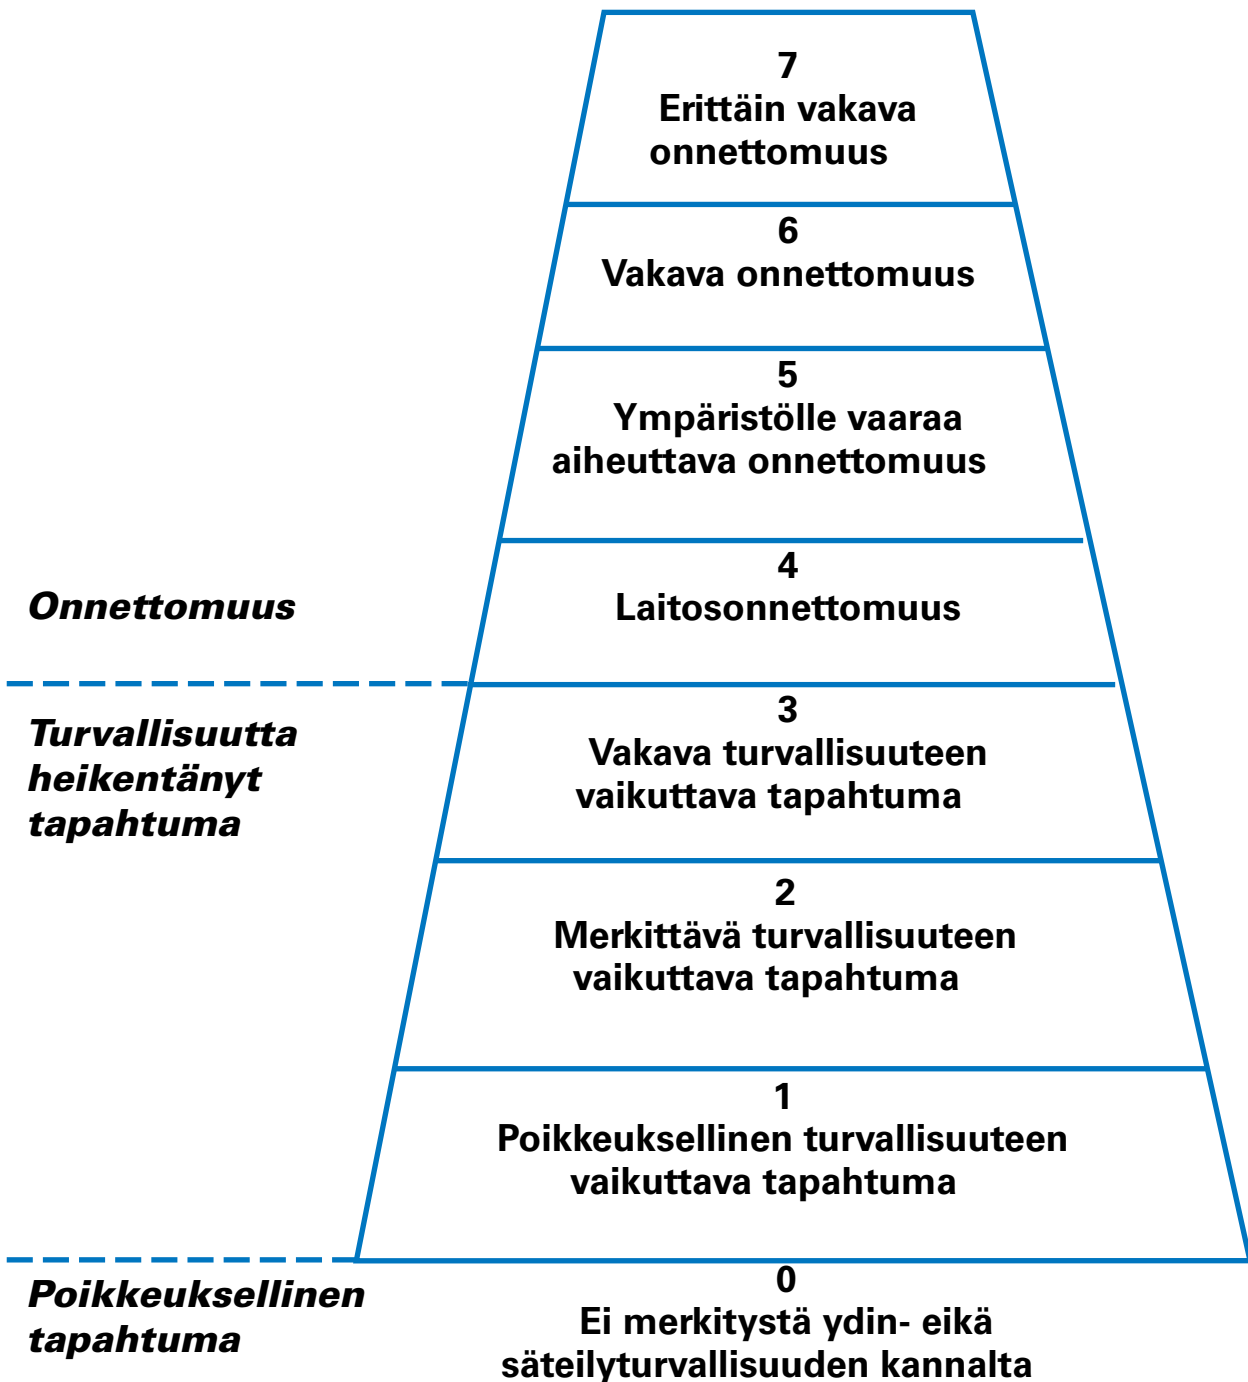 7
Erittäin vakava
onnettomuus
6
Vakava onnettomuus
5
Ympäristölle vaaraa
aiheuttava onnettomuus
4
Laitosonnettomuus
Onnettomuus
3
Vakava turvallisuuteen
vaikuttava tapahtuma
Turvallisuutta
heikentänyt
tapahtuma
2
Merkittävä turvallisuuteen
vaikuttava tapahtuma
1
Poikkeuksellinen turvallisuuteen
vaikuttava tapahtuma
0
Ei merkitystä ydin- eikä
säteilyturvallisuuden kannalta
Poikkeuksellinen
tapahtuma